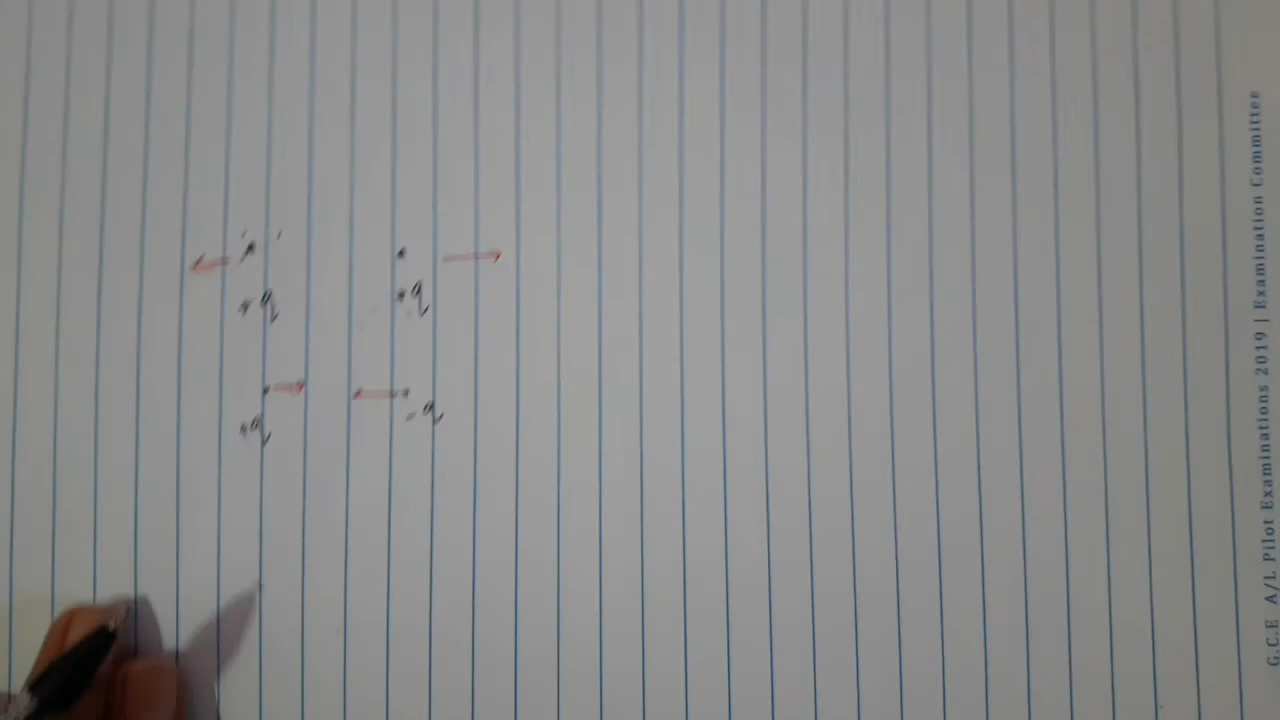 +q +q
+q -q
G.C.E A/L Pilot Examinations 2019 | Examination Committee